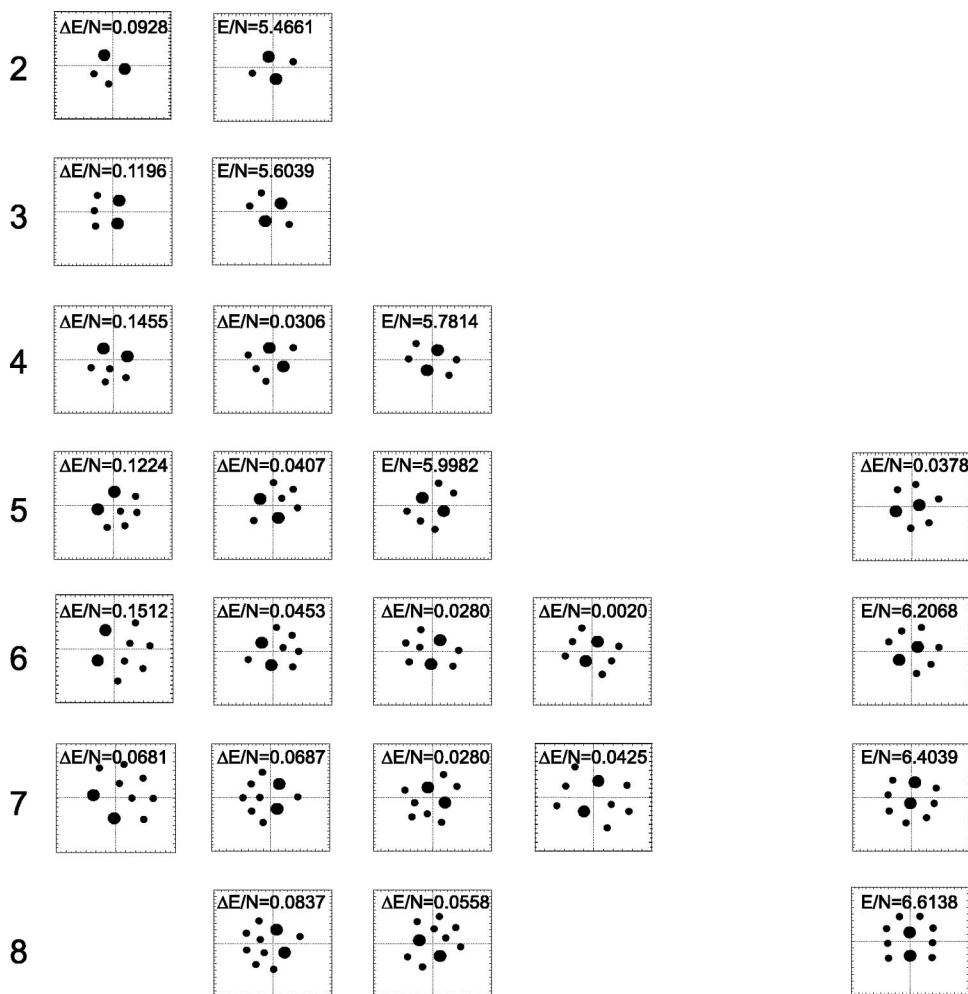 2 ΔE/N=0.0928 E/N=5.4661
3 ΔE/N=0.1196 E/N=5.6039
4 ΔE/N=0.1455 ΔE/N=0.0306 E/N=5.7814
5 ΔE/N=0.1224 ΔE/N=0.0407 E/N=5.9982 ΔE/N=0.0378
6 ΔE/N=0.1512 ΔE/N=0.0453 ΔE/N=0.0280 ΔE/N=0.0020 E/N=6.2068
7 ΔE/N=0.0681 ΔE/N=0.0687 ΔE/N=0.0280 ΔE/N=0.0425 E/N=6.4039
8 ΔE/N=0.0837 ΔE/N=0.0558 E/N=6.6138